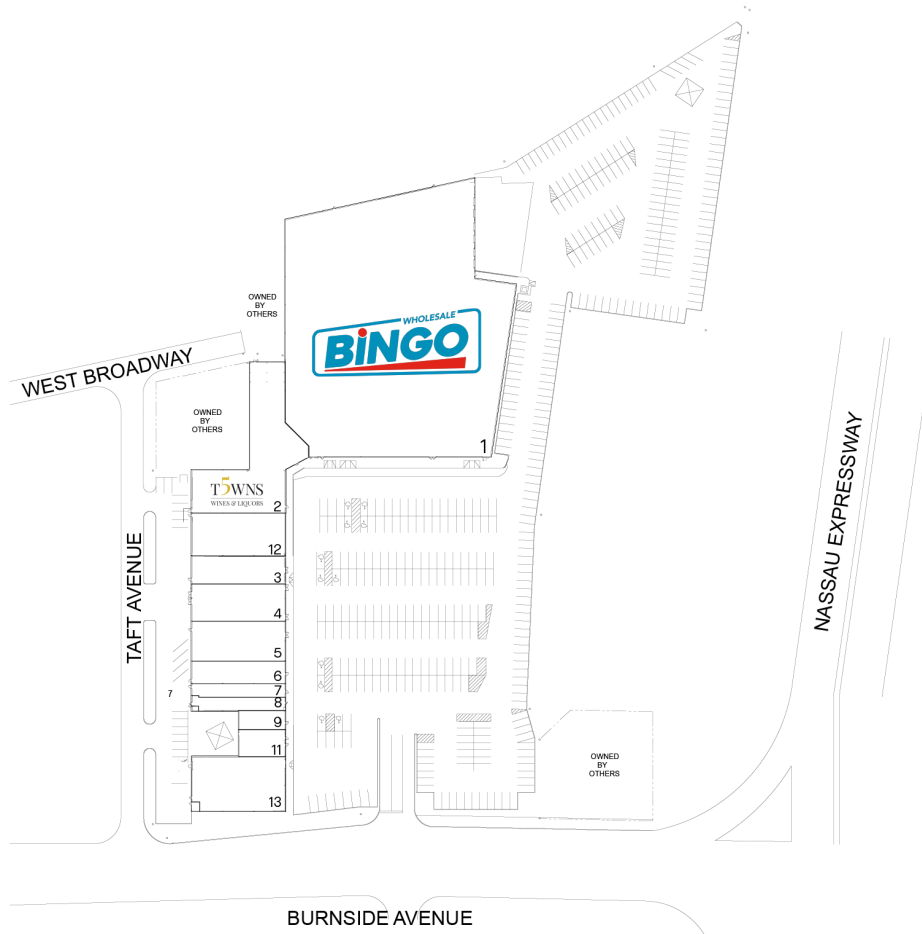 OWNED
BY
OTHERS
WHOLESALE
BiNGO
WEST BROADWAY
OWNED
BY
OTHERS
1
T5WNS
WINES & LIQUORS
2
12
3
4
5
6
7
7
8
9
11
13
TAFT AVENUE
NASSAU EXPRESSWAY
OWNED
BY
OTHERS
BURNSIDE AVENUE